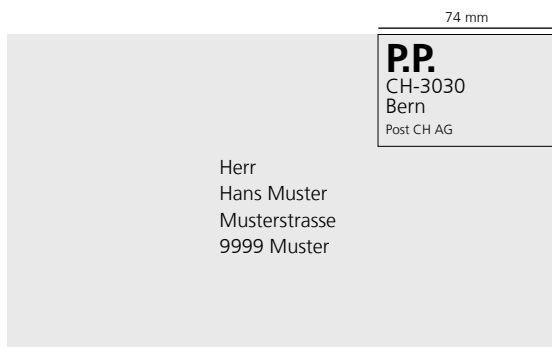 74 mm
P.P.
CH-3030
Bern
Post CH AG
Herr
Hans Muster
Musterstrasse
9999 Muster